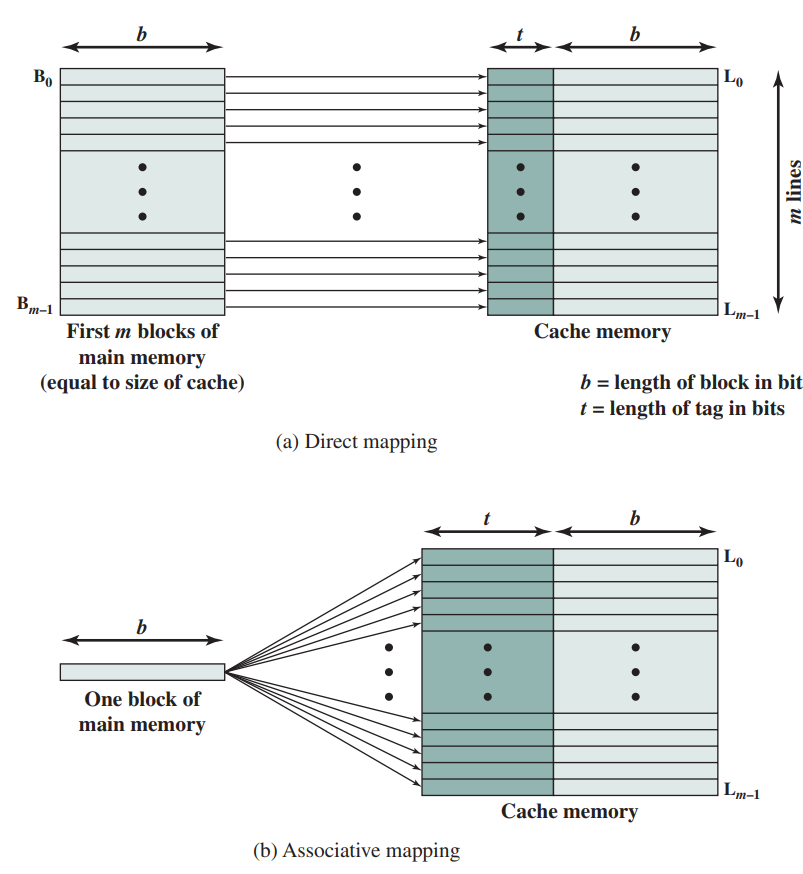 b t b
B0 L0
m lines
Bm–1 Lm–1
First m blocks of Cache memory
main memory
(equal to size of cache) b = length of block in bit
t = length of tag in bits
(a) Direct mapping
t b
L0
b
One block of
main memory
Lm–1
Cache memory
(b) Associative mapping